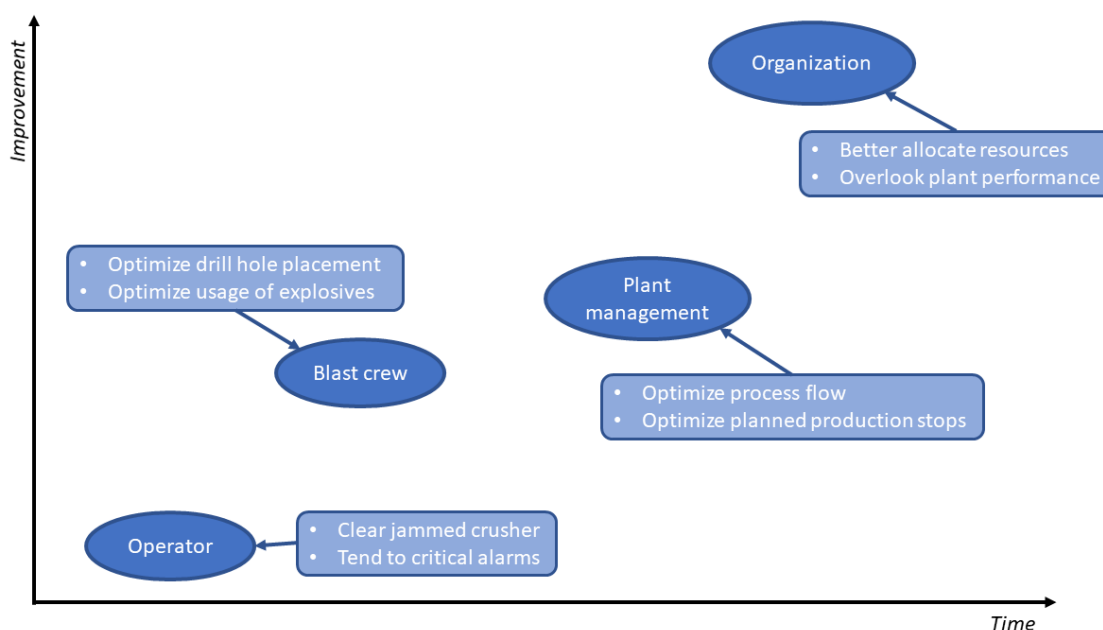 Improvement
Organization
• Better allocate resources
• Overlook plant performance
• Optimize drill hole placement
• Optimize usage of explosives
Plant
management
Blast crew
• Optimize process flow
• Optimize planned production stops
Operator
• Clear jammed crusher
• Tend to critical alarms
Time